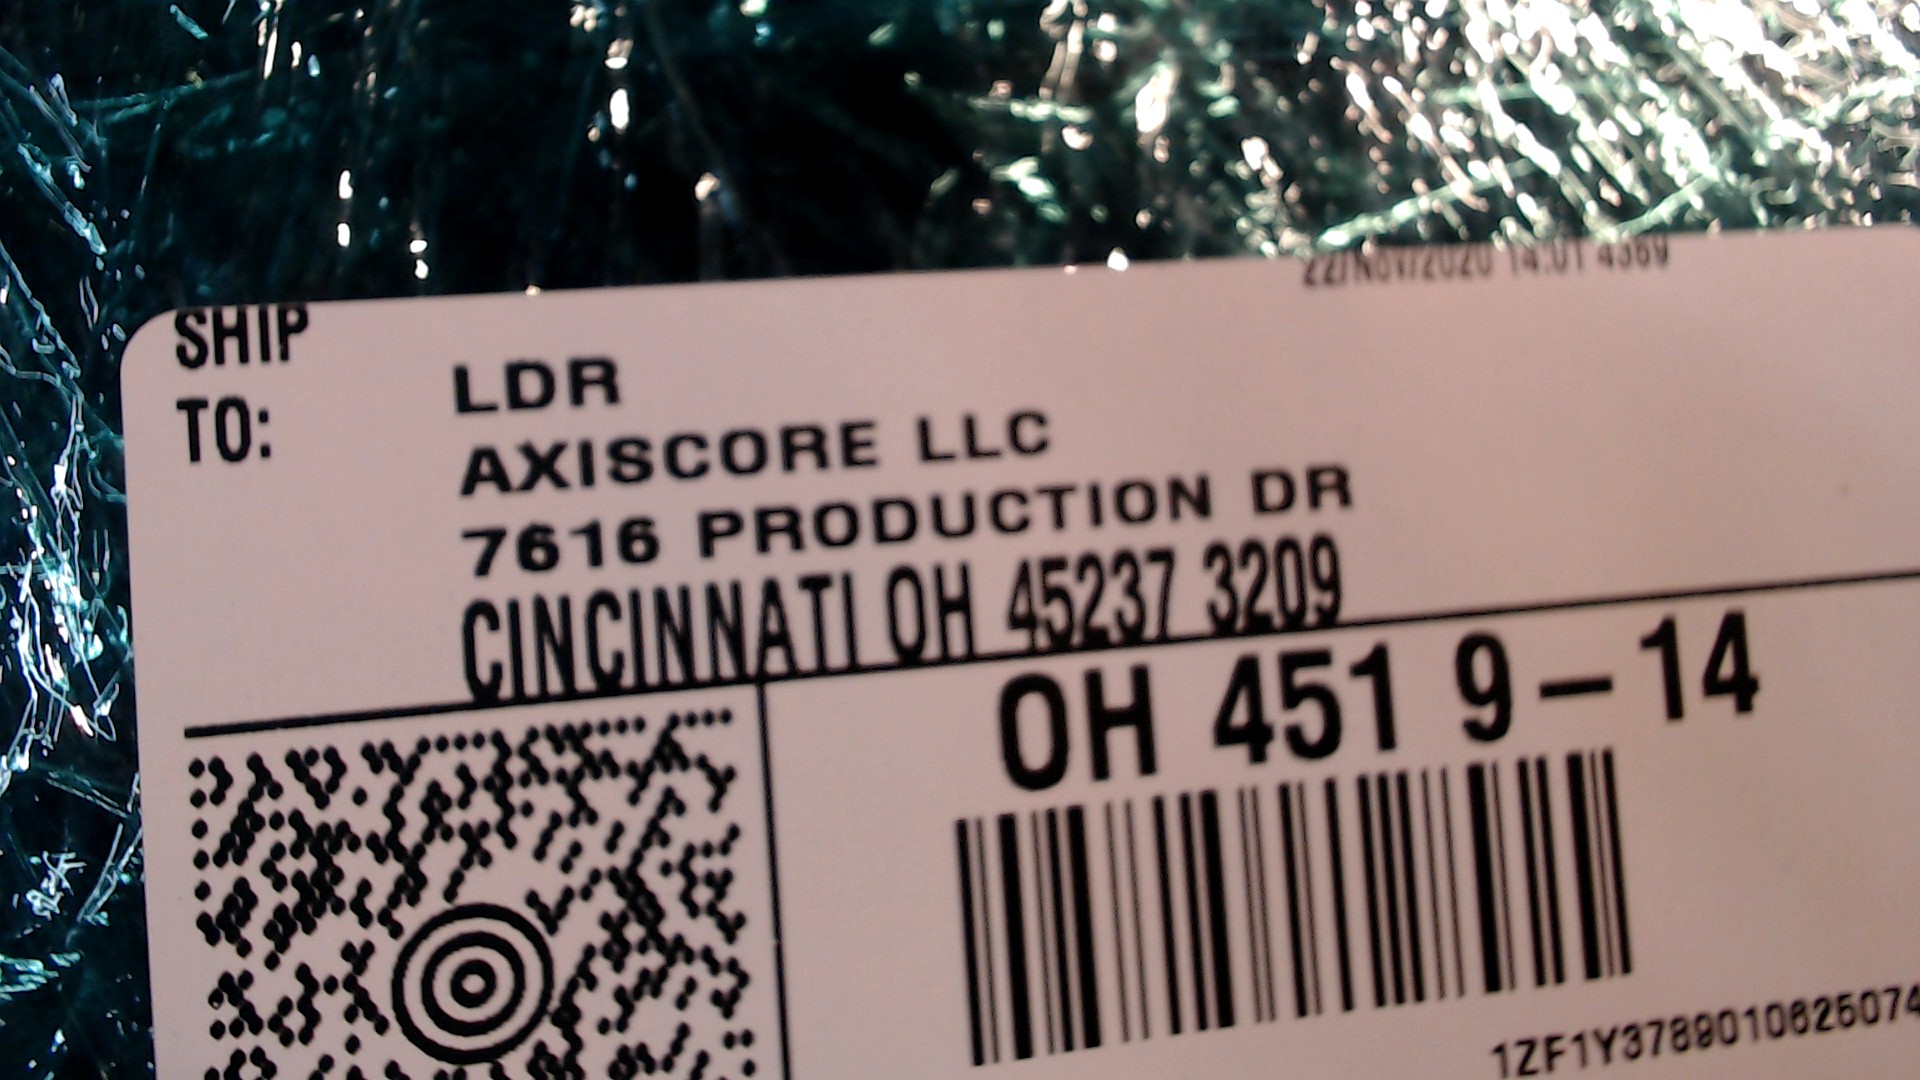 22/Nov/2020 14:01 4369
SHIP
TO:
LDR
AXISCORE LLC
7616 PRODUCTION DR
CINCINNATI OH 45237 3209
OH 451 9-14
1ZF1Y3789010625074